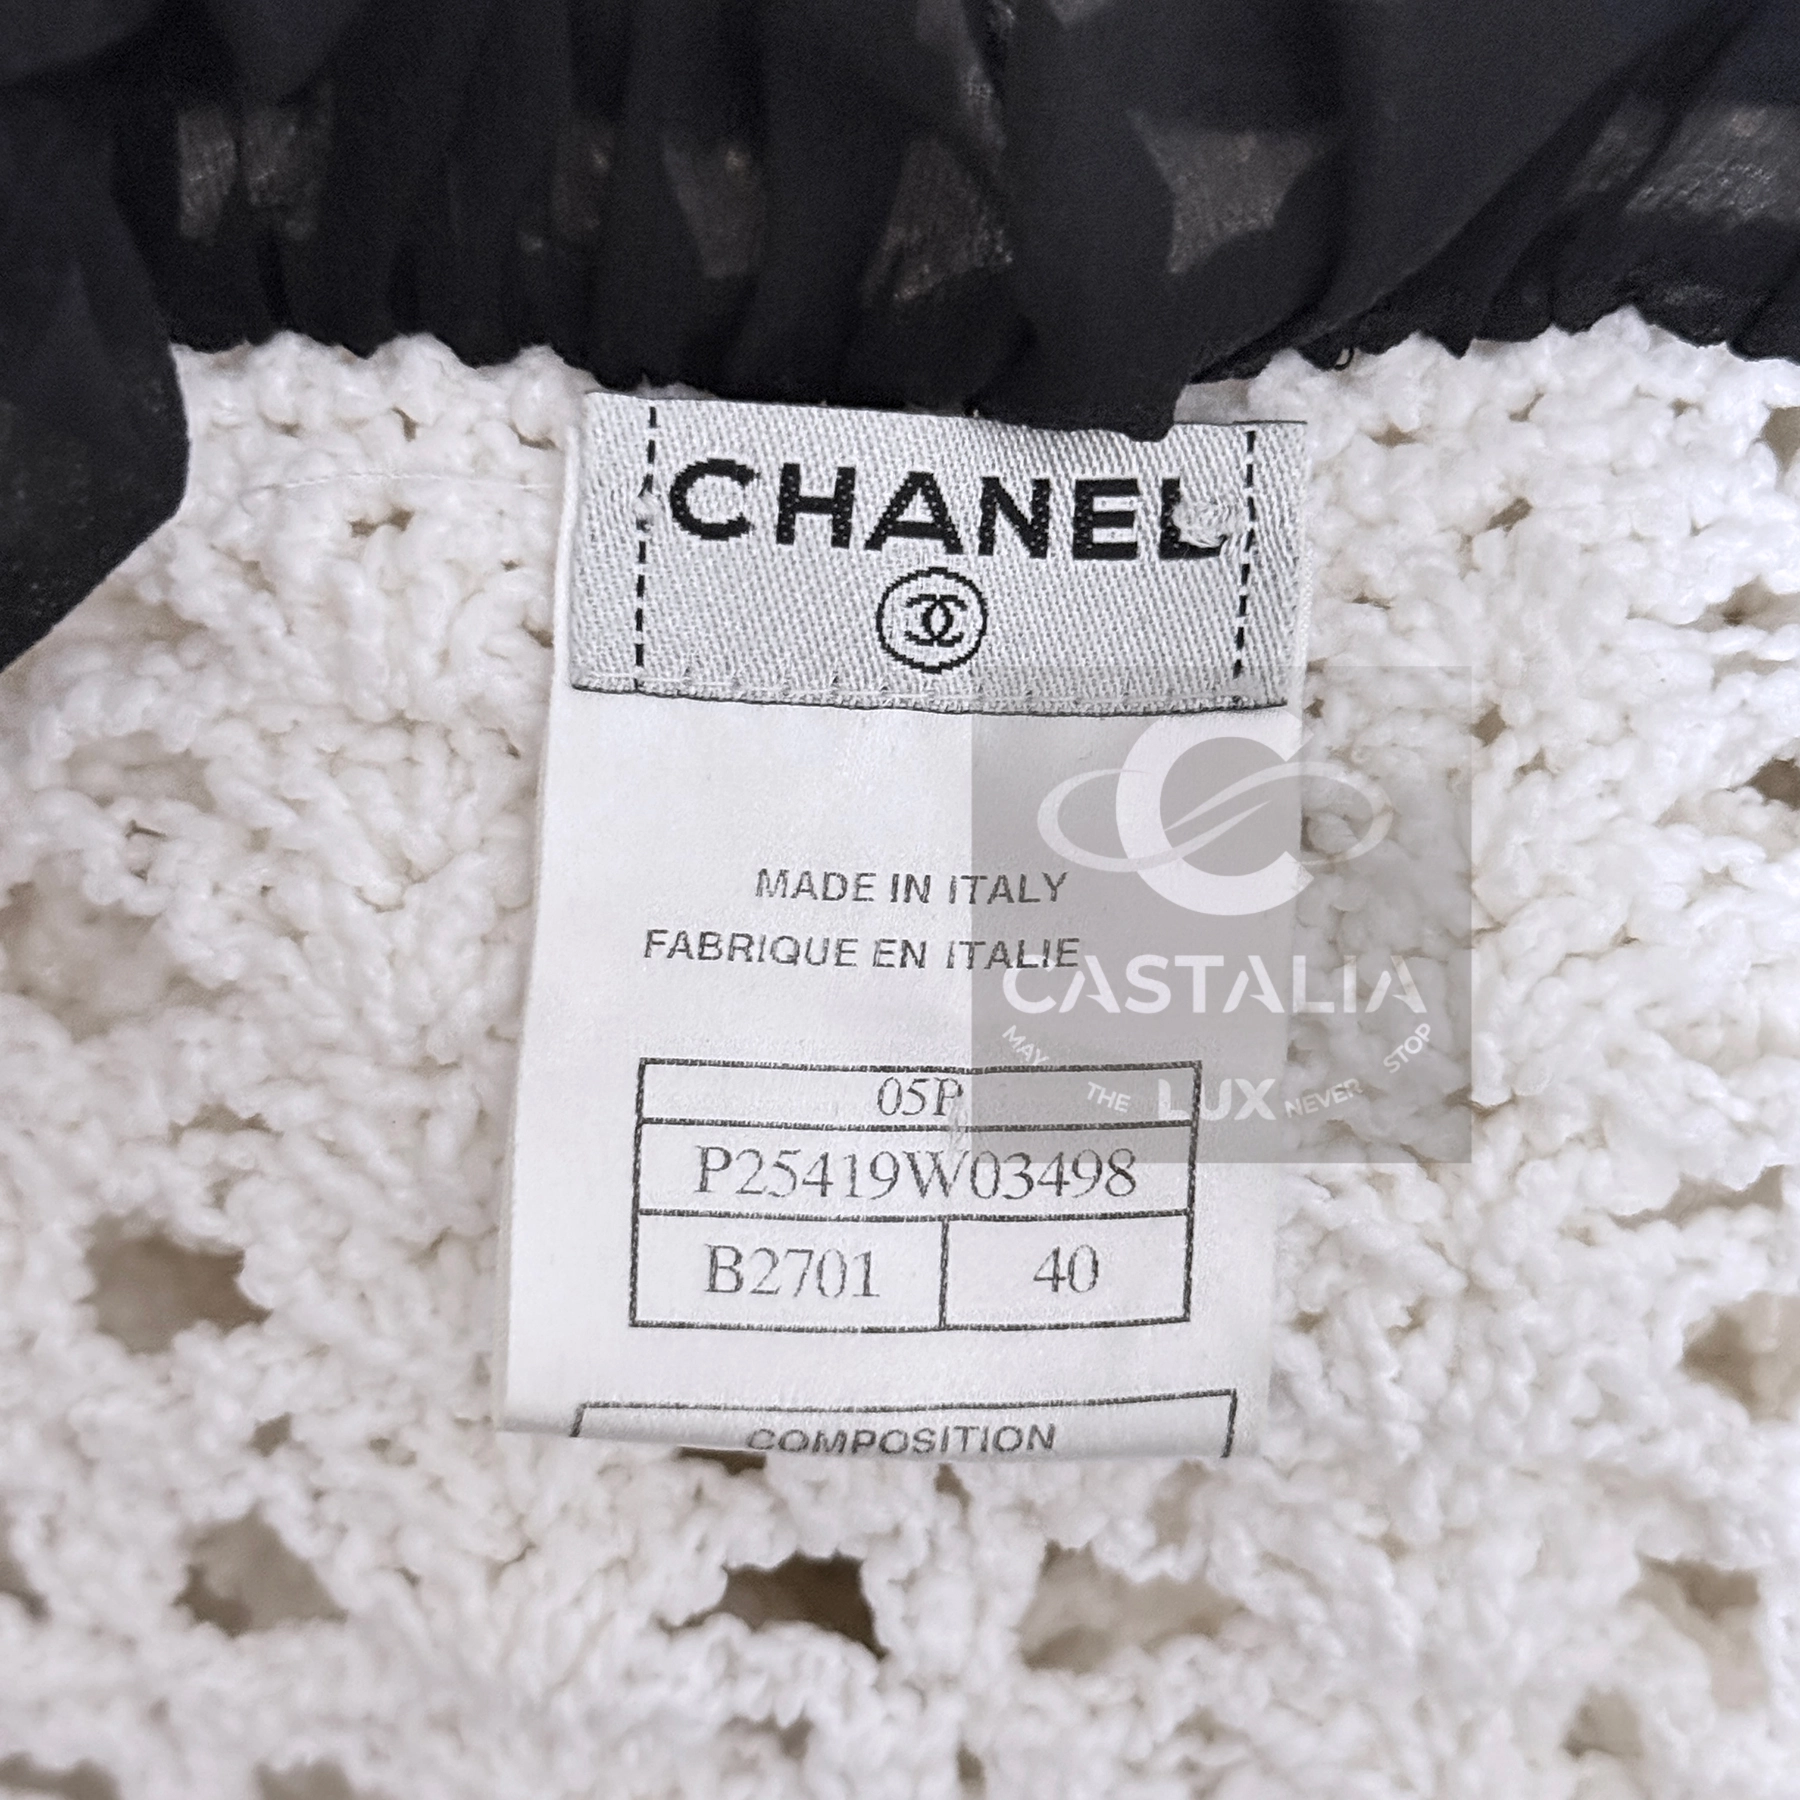 CHANEL
MADE IN ITALY
FABRIQUE EN ITALIE
CASTALIA
MAY THE LUX NEVER STOP
05P
P25419W03498
B2701 40
COMPOSITION